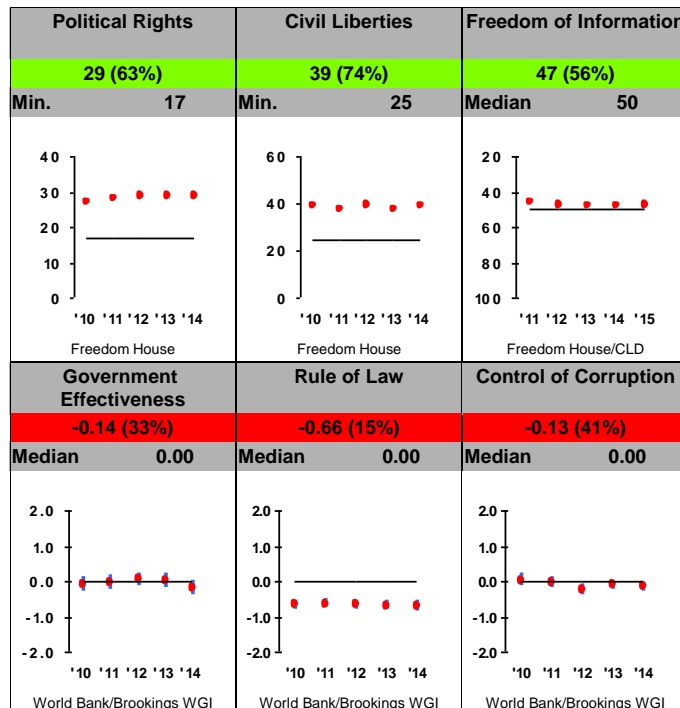 Political Rights
29 (63%)
Min. 17
40
30
20
10
0
'10 '11 '12 '13 '14
Freedom House
Civil Liberties
39 (74%)
Min. 25
60
40
20
0
'10 '11 '12 '13 '14
Freedom House
Freedom of Information
47 (56%)
Median 50
20
40
60
80
100
'11 '12 '13 '14 '15
Freedom House/CLD
Government
Effectiveness
-0.14 (33%)
Median 0.00
2.0
1.0
0.0
-1.0
-2.0
'10 '11 '12 '13 '14
World Bank/Brookings WGI
Rule of Law
-0.66 (15%)
Median 0.00
2.0
1.0
0.0
-1.0
-2.0
'10 '11 '12 '13 '14
World Bank/Brookings WGI
Control of Corruption
-0.13 (41%)
Median 0.00
2.0
1.0
0.0
-1.0
-2.0
'10 '11 '12 '13 '14
World Bank/Brookings WGI